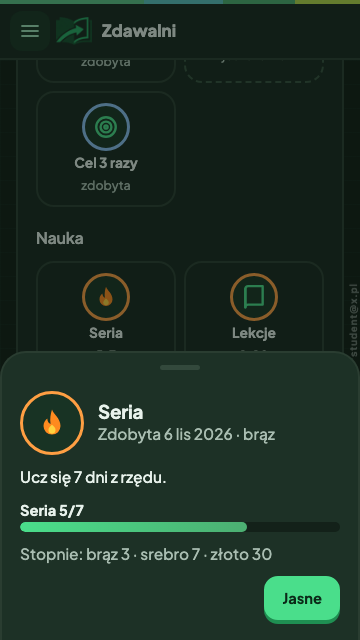 Zdawalni
zdobyta
Cel 3 razy
zdobyta
Nauka
Seria
Lekcje
student@x.pl
Seria
Zdobyta 6 lis 2026 · brąz
Ucz się 7 dni z rzędu.
Seria 5/7
Stopnie: brąz 3 · srebro 7 · złoto 30
Jasne